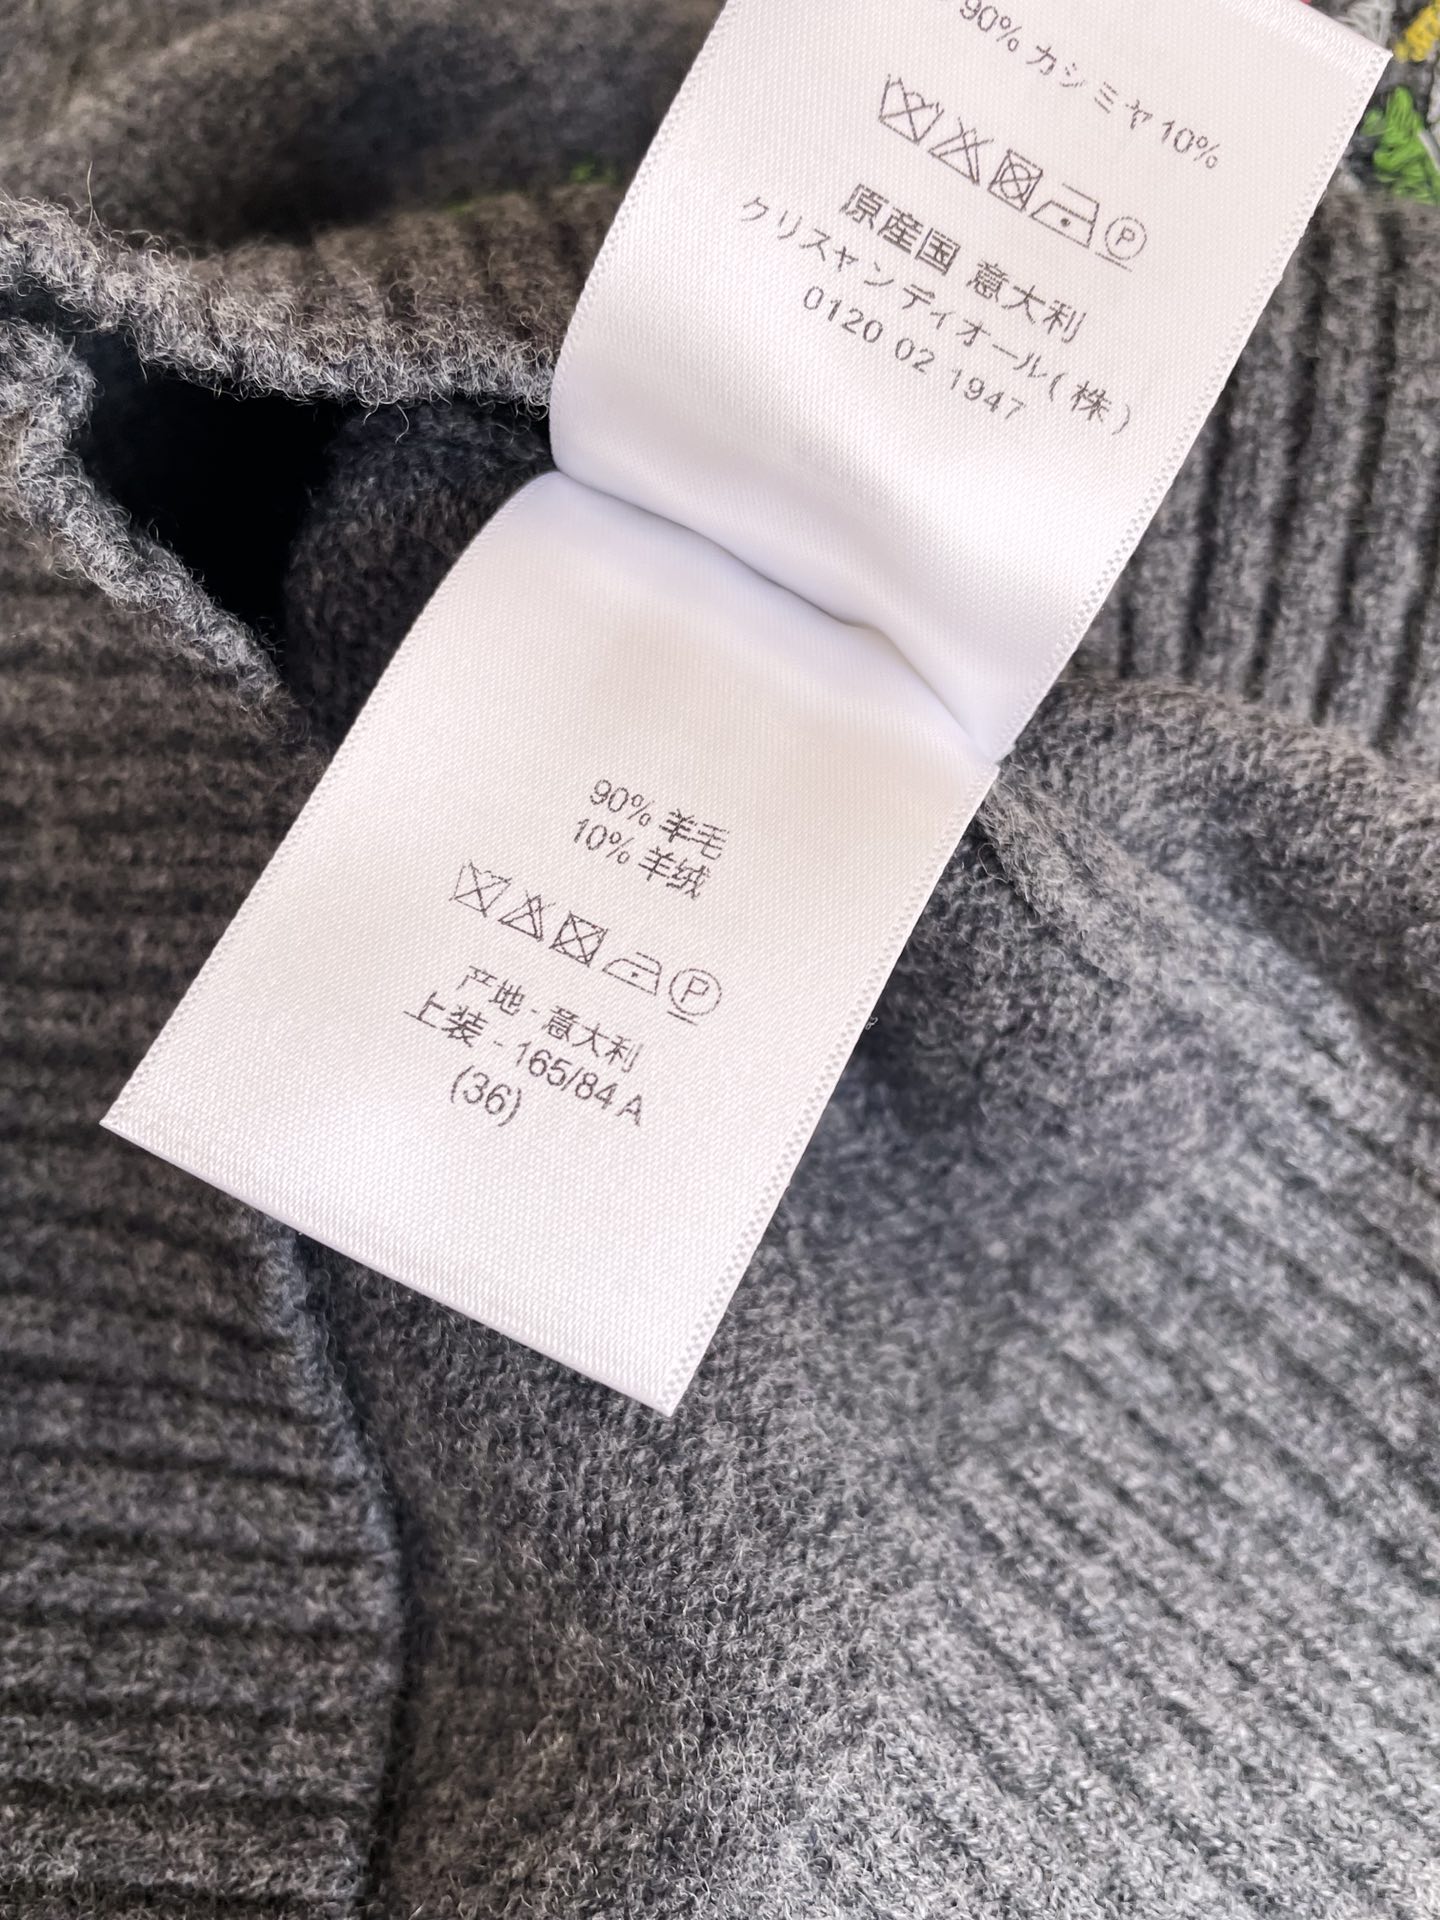 90% カシミヤ 10%
P
原産国 意大利
クリスチャン ディオール(株)
0120 02 1947
90% 羊毛
10% 羊绒
P
产地 - 意大利
上装 - 165/84 A
(36)